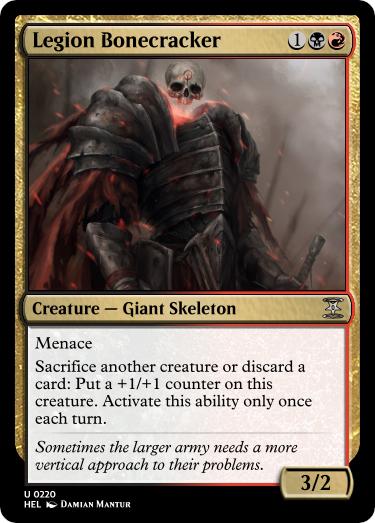 Legion Bonecracker 1
Creature — Giant Skeleton
Menace
Sacrifice another creature or discard a
card: Put a +1/+1 counter on this
creature. Activate this ability only once
each turn.
Sometimes the larger army needs a more
vertical approach to their problems.
3/2
U 0220
HEL Damian Mantur